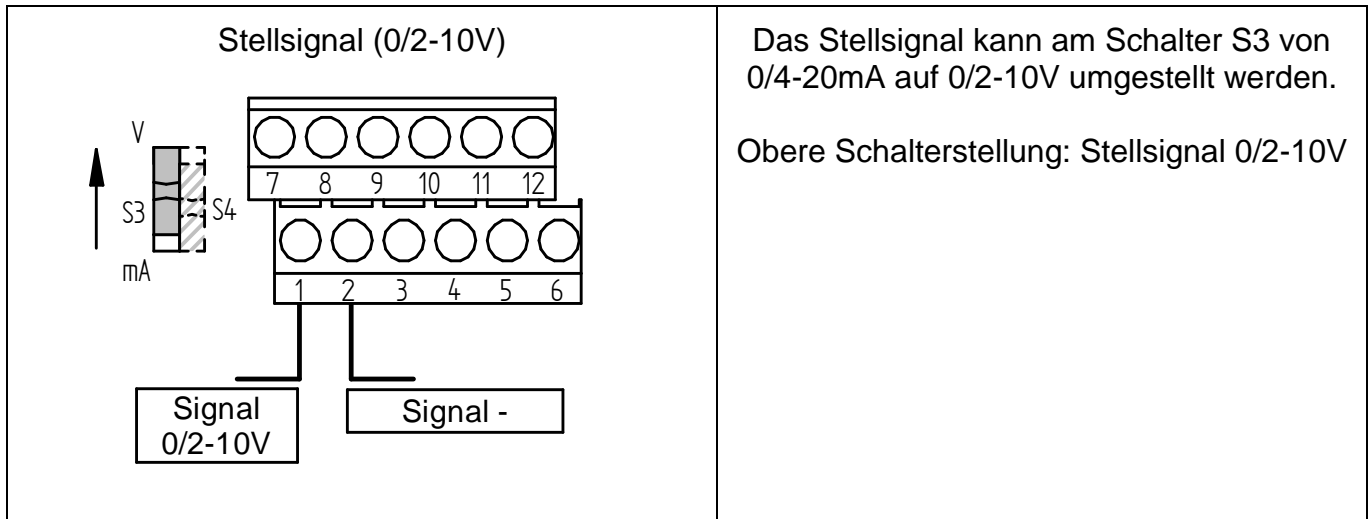 Stellsignal (0/2-10V)
V
S3
S4
mA
7 8 9 10 11 12
1 2 3 4 5 6
Signal
0/2-10V
Signal -
Das Stellsignal kann am Schalter S3 von
0/4-20mA auf 0/2-10V umgestellt werden.
Obere Schalterstellung: Stellsignal 0/2-10V